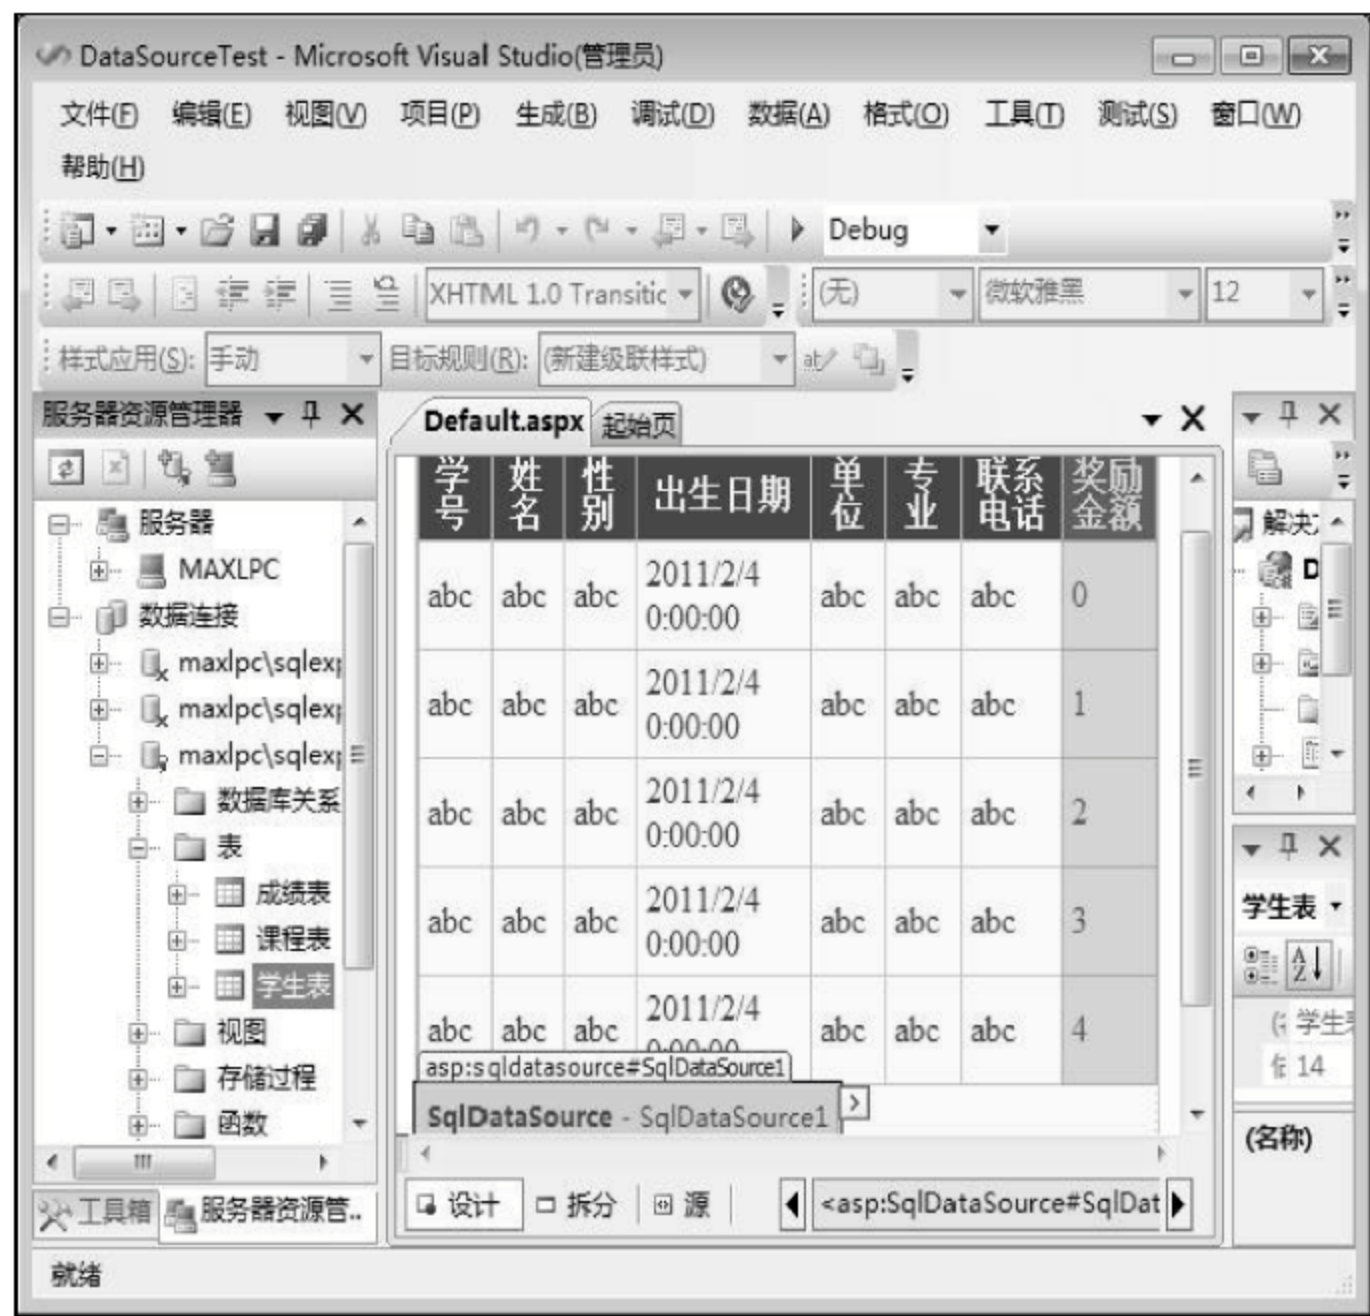 DataSourceTest - Microsoft Visual Studio(管理员)
文件(F) 编辑(E) 视图(V) 项目(P) 生成(B) 调试(D) 数据(A) 格式(O) 工具(T) 测试(S) 窗口(W)
帮助(H)
Debug
XHTML 1.0 Transitic (无) 微软雅黑 12
样式应用(S): 手动 目标规则(R): (新建级联样式)
服务器资源管理器
服务器
MAXLPC
数据连接
maxlpc\sqlex
maxlpc\sqlex
maxlpc\sqlex
数据库关系
表
成绩表
课程表
学生表
视图
存储过程
函数
工具箱 服务器资源管..
Default.aspx 起始页
学号 姓名 性别 出生日期 单位 专业 联系电话 奖励金额
abc abc abc 2011/2/4 0:00:00 abc abc abc 0
abc abc abc 2011/2/4 0:00:00 abc abc abc 1
abc abc abc 2011/2/4 0:00:00 abc abc abc 2
abc abc abc 2011/2/4 0:00:00 abc abc abc 3
abc abc abc 2011/2/4 0:00:00 abc abc abc 4
asp:sqldatasource#SqlDataSource1
SqlDataSource - SqlDataSource1
设计 拆分 源 <asp:SqlDataSource#SqlDat
解决
D
学生表
学生
14
(名称)
就绪